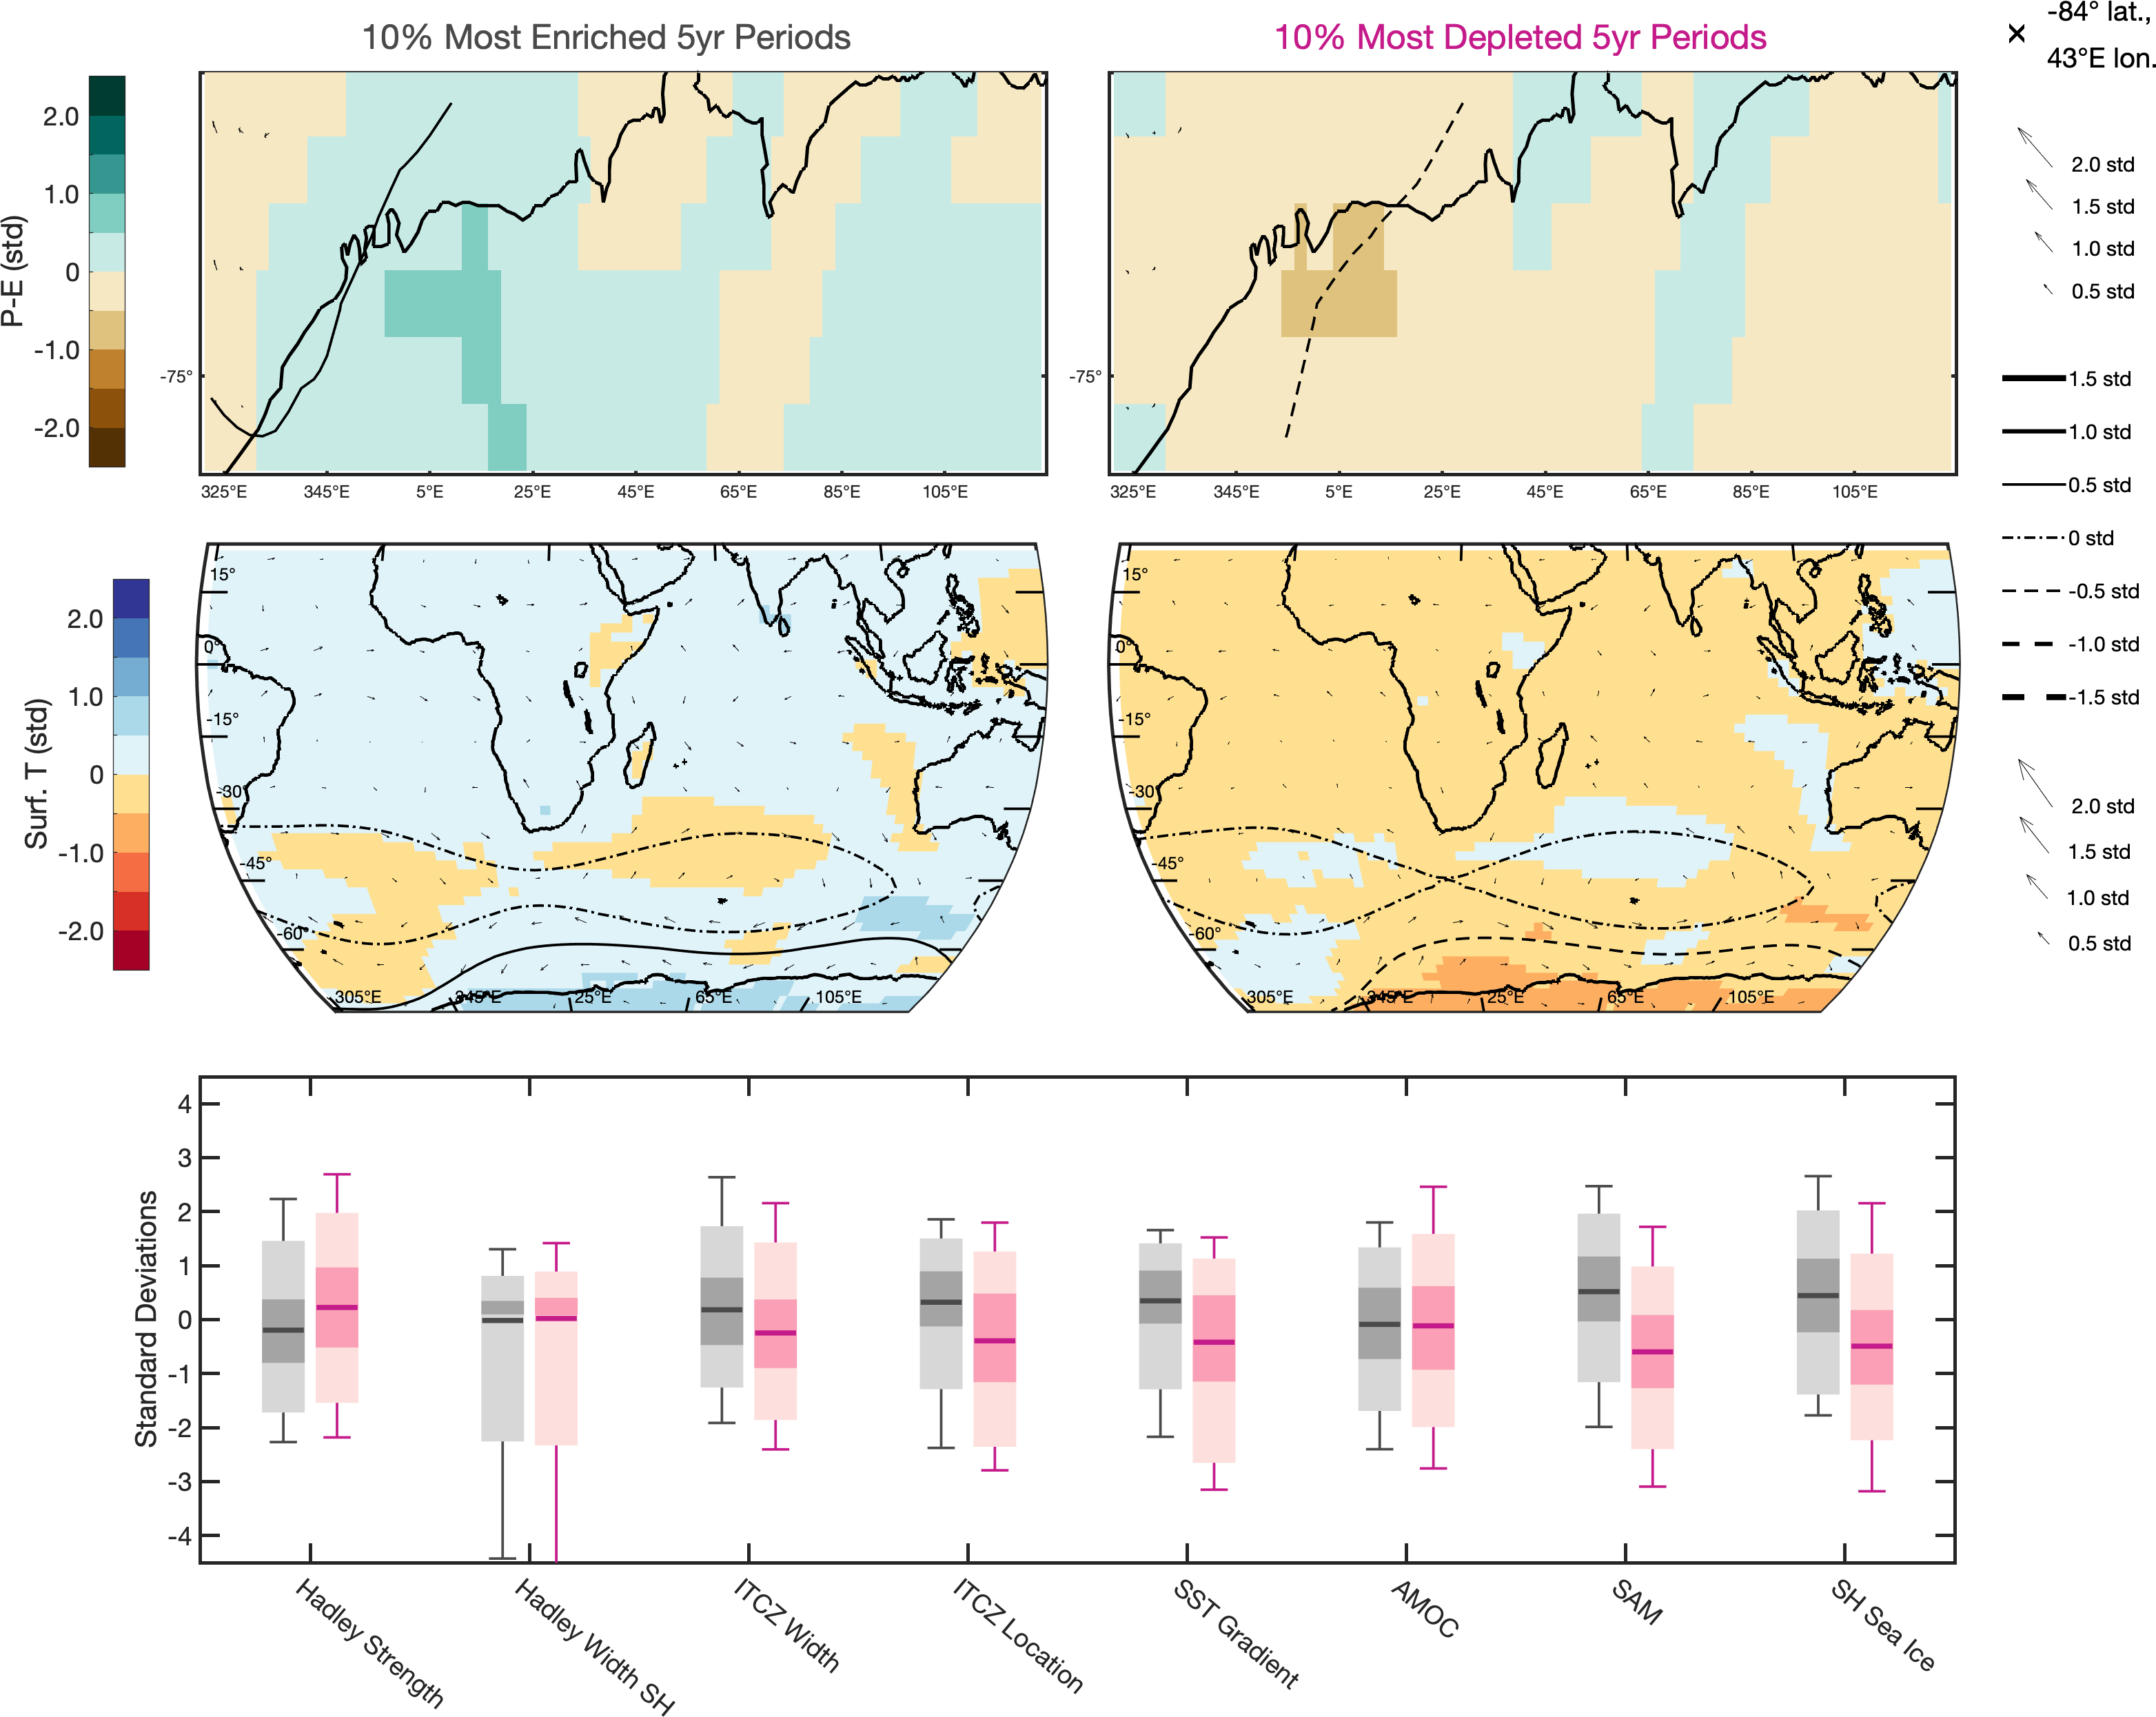 10% Most Enriched 5yr Periods
10% Most Depleted 5yr Periods
×
-84° lat.,
43°E lon.
P-E (std)
2.0
1.0
0
-1.0
-2.0
-75°
325°E 345°E 5°E 25°E 45°E 65°E 85°E 105°E
-75°
325°E 345°E 5°E 25°E 45°E 65°E 85°E 105°E
2.0 std
1.5 std
1.0 std
0.5 std
1.5 std
1.0 std
0.5 std
0 std
-0.5 std
-1.0 std
-1.5 std
2.0 std
1.5 std
1.0 std
0.5 std
Surf. T (std)
2.0
1.0
0
-1.0
-2.0
15°
0°
-15°
-30°
-45°
-60°
305°E 345°E 25°E 65°E 105°E
15°
0°
-15°
-30°
-45°
-60°
305°E 345°E 25°E 65°E 105°E
Standard Deviations
4
3
2
1
0
-1
-2
-3
-4
Hadley Strength
Hadley Width SH
ITCZ Width
ITCZ Location
SST Gradient
AMOC
SAM
SH Sea Ice